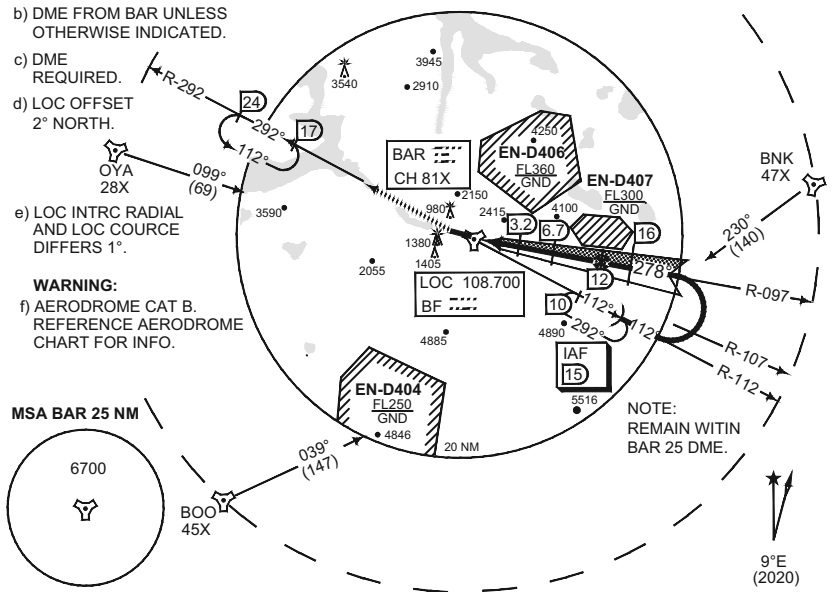 b) DME FROM BAR UNLESS
OTHERWISE INDICATED.
c) DME
REQUIRED.
d) LOC OFFSET
2° NORTH.
e) LOC INTRC RADIAL
AND LOC COURCE
DIFFERS 1°.
WARNING:
f) AERODROME CAT B.
REFERENCE AERODROME
CHART FOR INFO.
MSA BAR 25 NM
6700
R-292
24
292°
17
112°
OYA
28X
099°
(69)
3540
3945
2910
BAR
CH 81X
4250
EN-D406
FL360
GND
EN-D407
FL300
GND
BNK
47X
230°
(140)
2150
980
2415
4100
3590
3.2
6.7
16
1380
1405
2055
278°
12
R-097
LOC 108.700
BF
10
112°
292°
112°
4890
IAF
15
R-107
R-112
4885
5516
EN-D404
FL250
GND
4846
20 NM
NOTE:
REMAIN WITIN
BAR 25 DME.
039°
(147)
BOO
45X
9°E
(2020)